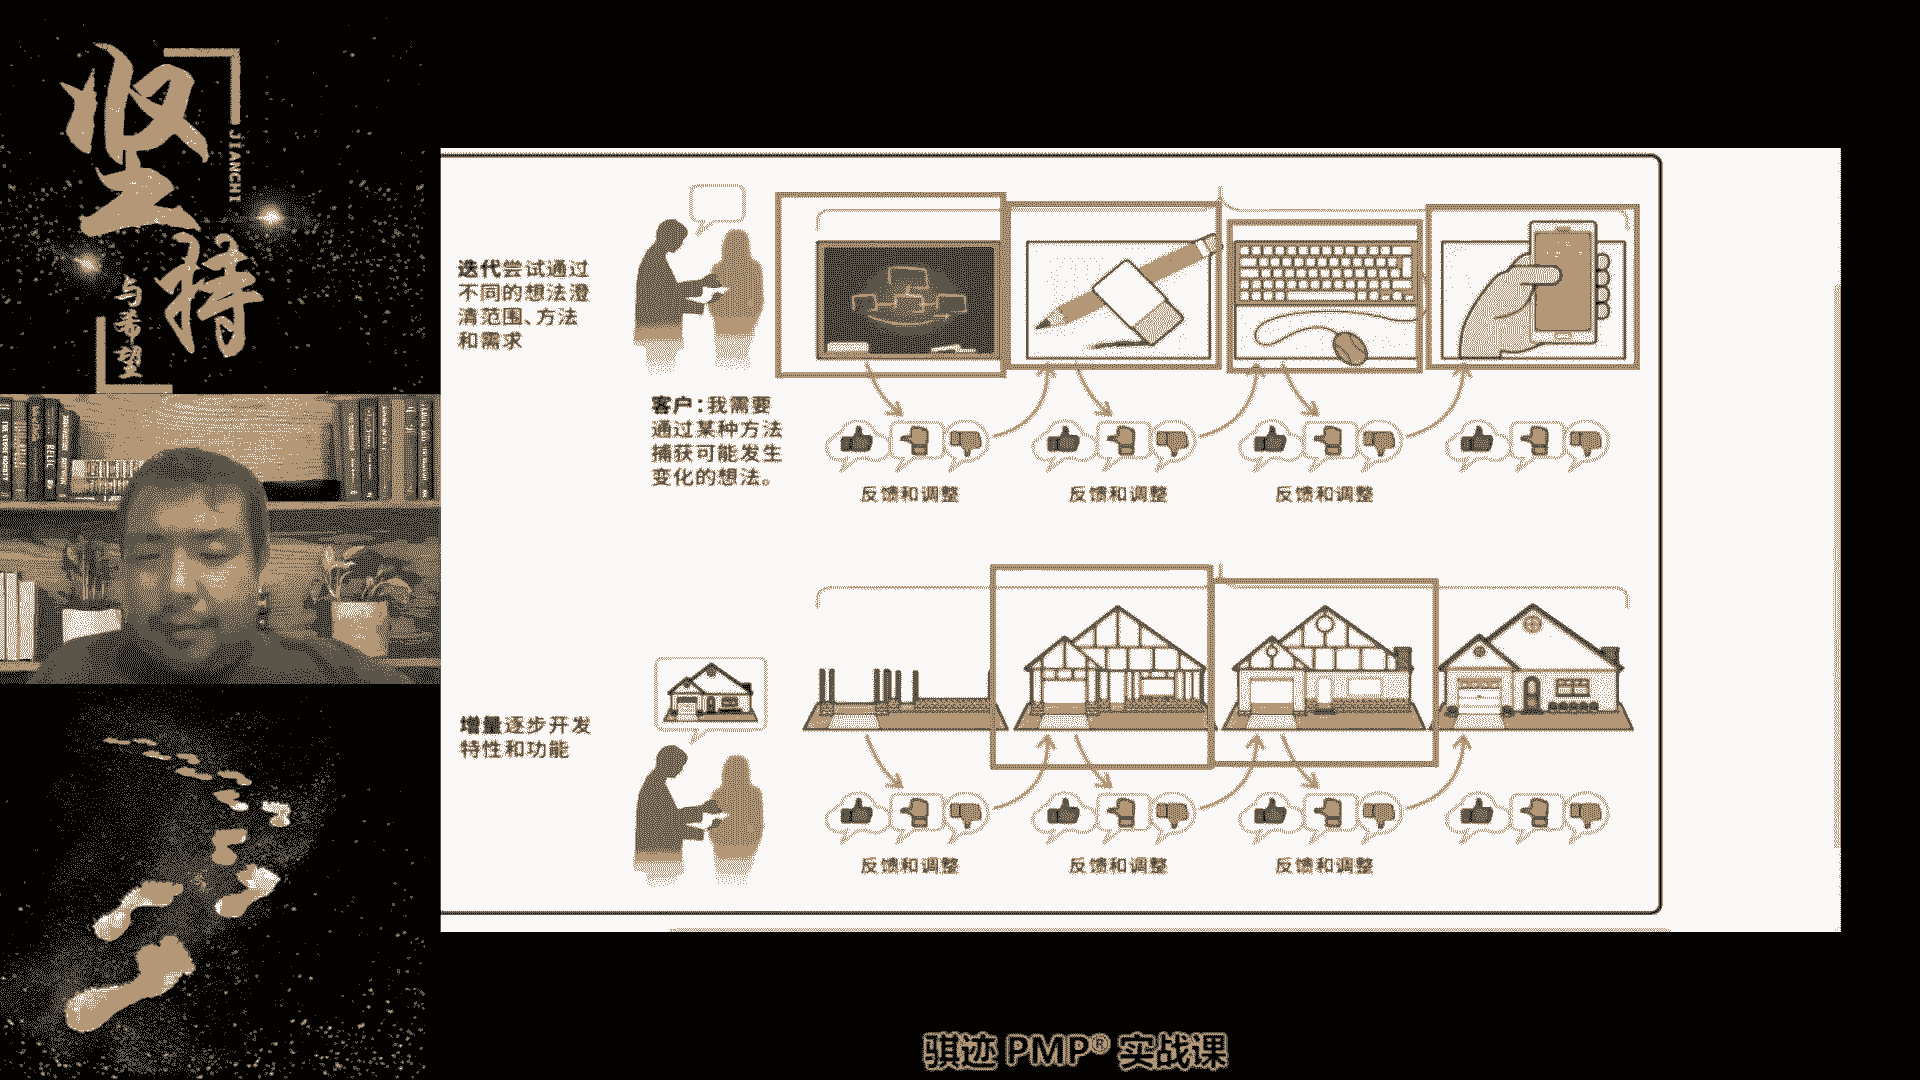 坚持
JIANCHI
与希望
迭代尝试通过
不同的想法澄
清范围、方法
和需求
客户:我需要
通过某种方法
捕获可能发生
变化的想法。
反馈和调整
反馈和调整
反馈和调整
增量逐步开发
特性和功能
反馈和调整
反馈和调整
反馈和调整
骐迹 PMP® 实战课